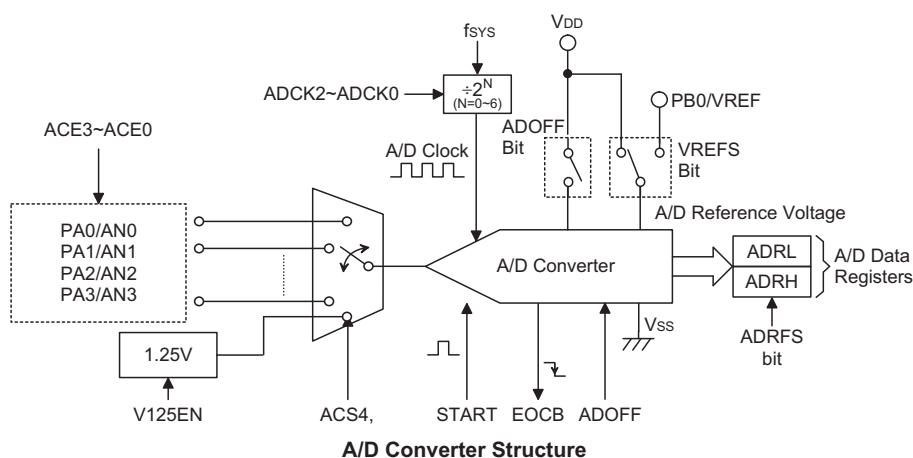 fSYS
VDD
÷2^N
(N=0~6)
ADCK2~ADCK0
PB0/VREF
ADOFF
Bit
VREFS
Bit
ACE3~ACE0
A/D Clock
A/D Reference Voltage
PA0/AN0
PA1/AN1
PA2/AN2
PA3/AN3
A/D Converter
ADRL
ADRH
A/D Data
Registers
VSS
ADRFS
bit
1.25V
V125EN
ACS4,
START
EOCB
ADOFF
A/D Converter Structure